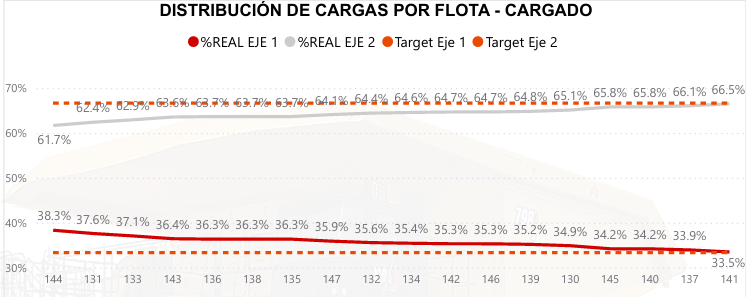 DISTRIBUCIÓN DE CARGAS POR FLOTA - CARGADO
%REAL EJE 1 %REAL EJE 2 Target Eje 1 Target Eje 2
70%
62.4% 62.9% 63.6% 63.7% 63.7% 63.7% 64.1% 64.4% 64.6% 64.7% 64.7% 64.8% 65.1% 65.8% 65.8% 66.1% 66.5%
60%
61.7%
50%
40%
38.3% 37.6% 37.1% 36.4% 36.3% 36.3% 36.3% 35.9% 35.6% 35.4% 35.3% 35.3% 35.2% 34.9% 34.2% 34.2% 33.9%
30%
33.5%
144 131 133 143 136 138 135 147 132 134 142 146 139 130 145 140 137 141